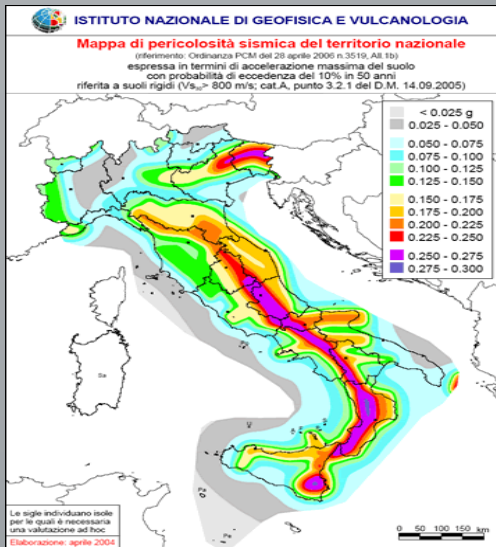 ISTITUTO NAZIONALE DI GEOFISICA E VULCANOLOGIA
Mappa di pericolosità sismica del territorio nazionale
(riferimento: Ordinanza PCM del 28 aprile 2006 n.3519, All.1b)
espressa in termini di accelerazione massima del suolo
con probabilità di eccedenza del 10% in 50 anni
riferita a suoli rigidi (Vs₃₀> 800 m/s; cat.A, punto 3.2.1 del D.M. 14.09.2005)
< 0.025 g
0.025 - 0.050
0.050 - 0.075
0.075 - 0.100
0.100 - 0.125
0.125 - 0.150
0.150 - 0.175
0.175 - 0.200
0.200 - 0.225
0.225 - 0.250
0.250 - 0.275
0.275 - 0.300
Sa
Le sigle individuano isole
per le quali è necessaria
una valutazione ad hoc
Elaborazione: aprile 2004
0 50 100 150 km